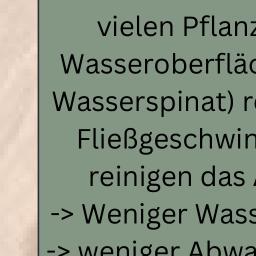 vielen Pflanz
Wasseroberfläc
Wasserspinat) r
Fließgeschwin
reinigen das
-> Weniger Wass
-> weniger Abwa